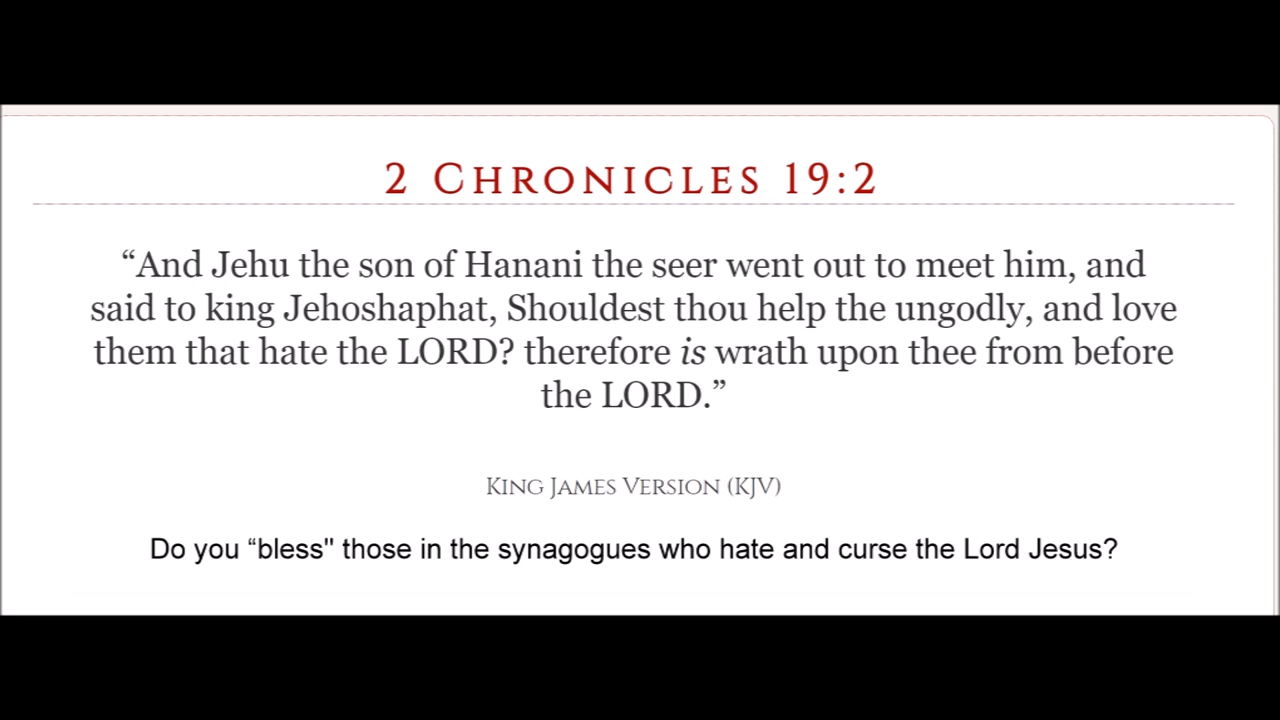 2 Chronicles 19:2
“And Jehu the son of Hanani the seer went out to meet him, and
said to king Jehoshaphat, Shouldest thou help the ungodly, and love
them that hate the LORD? therefore is wrath upon thee from before
the LORD.”
King James Version (KJV)
Do you “bless" those in the synagogues who hate and curse the Lord Jesus?